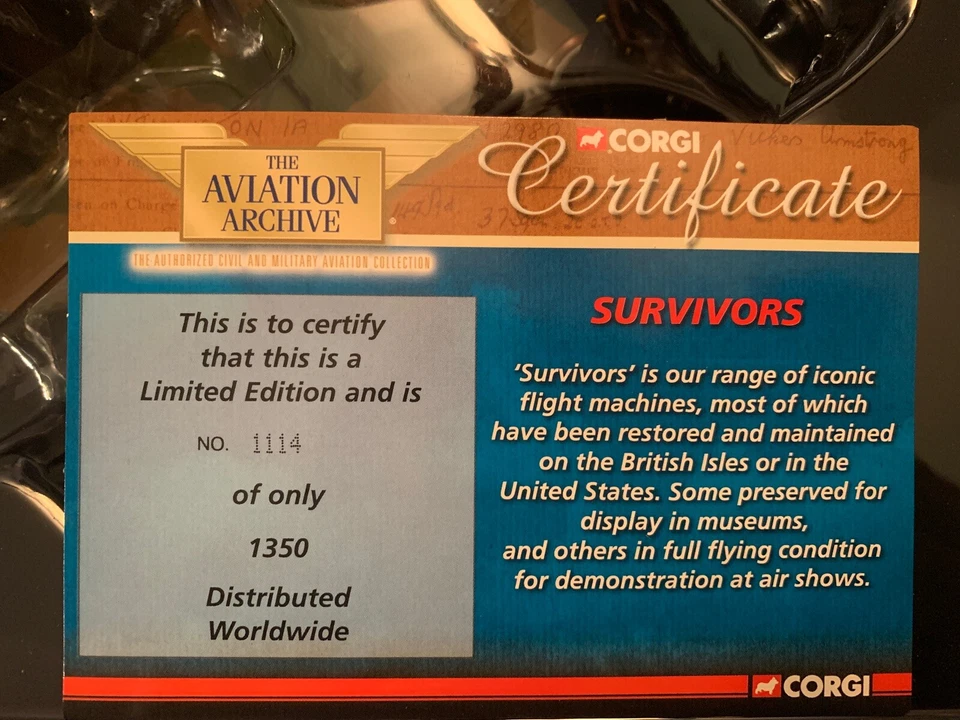 THE
AVIATION
ARCHIVE
THE AUTHORIZED CIVIL AND MILITARY AVIATION COLLECTION
CORGI
Certificate
Vickers Armstrong
This is to certify
that this is a
Limited Edition and is
NO. 1114
of only
1350
Distributed
Worldwide
SURVIVORS
‘Survivors’ is our range of iconic
flight machines, most of which
have been restored and maintained
on the British Isles or in the
United States. Some preserved for
display in museums,
and others in full flying condition
for demonstration at air shows.
CORGI